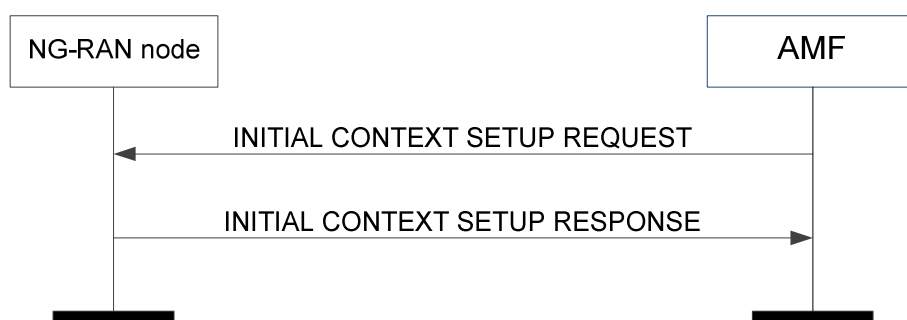 NG-RAN node
AMF
INITIAL CONTEXT SETUP REQUEST
INITIAL CONTEXT SETUP RESPONSE